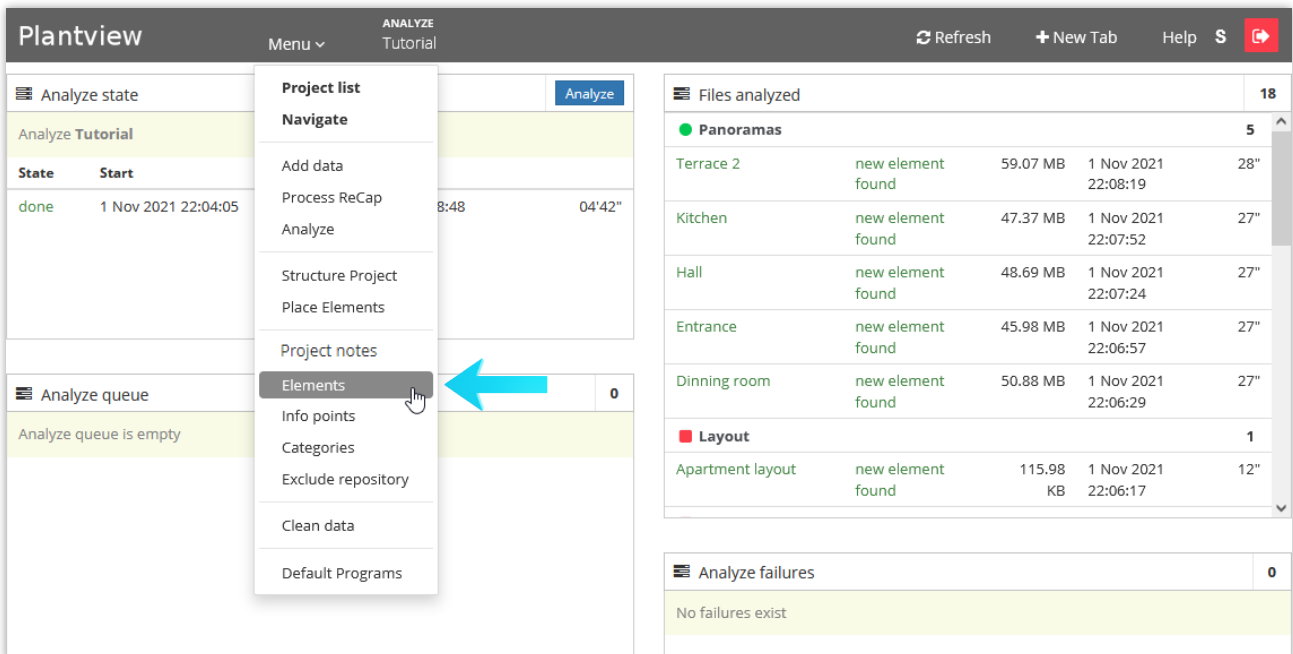 Plantview
Menu
ANALYZE
Tutorial
Refresh
New Tab
Help
S
Project list
Navigate
Add data
Process ReCap
Analyze
Structure Project
Place Elements
Project notes
Elements
Info points
Categories
Exclude repository
Clean data
Default Programs
Analyze state
Analyze
Analyze Tutorial
State Start
done 1 Nov 2021 22:04:05 8:48 04'42"
Analyze queue 0
Analyze queue is empty
Files analyzed 18
Panoramas 5
Terrace 2 new element found 59.07 MB 1 Nov 2021 22:08:19 28"
Kitchen new element found 47.37 MB 1 Nov 2021 22:07:52 27"
Hall new element found 48.69 MB 1 Nov 2021 22:07:24 27"
Entrance new element found 45.98 MB 1 Nov 2021 22:06:57 27"
Dinning room new element found 50.88 MB 1 Nov 2021 22:06:29 27"
Layout 1
Apartment layout new element found 115.98 KB 1 Nov 2021 22:06:17 12"
Analyze failures 0
No failures exist